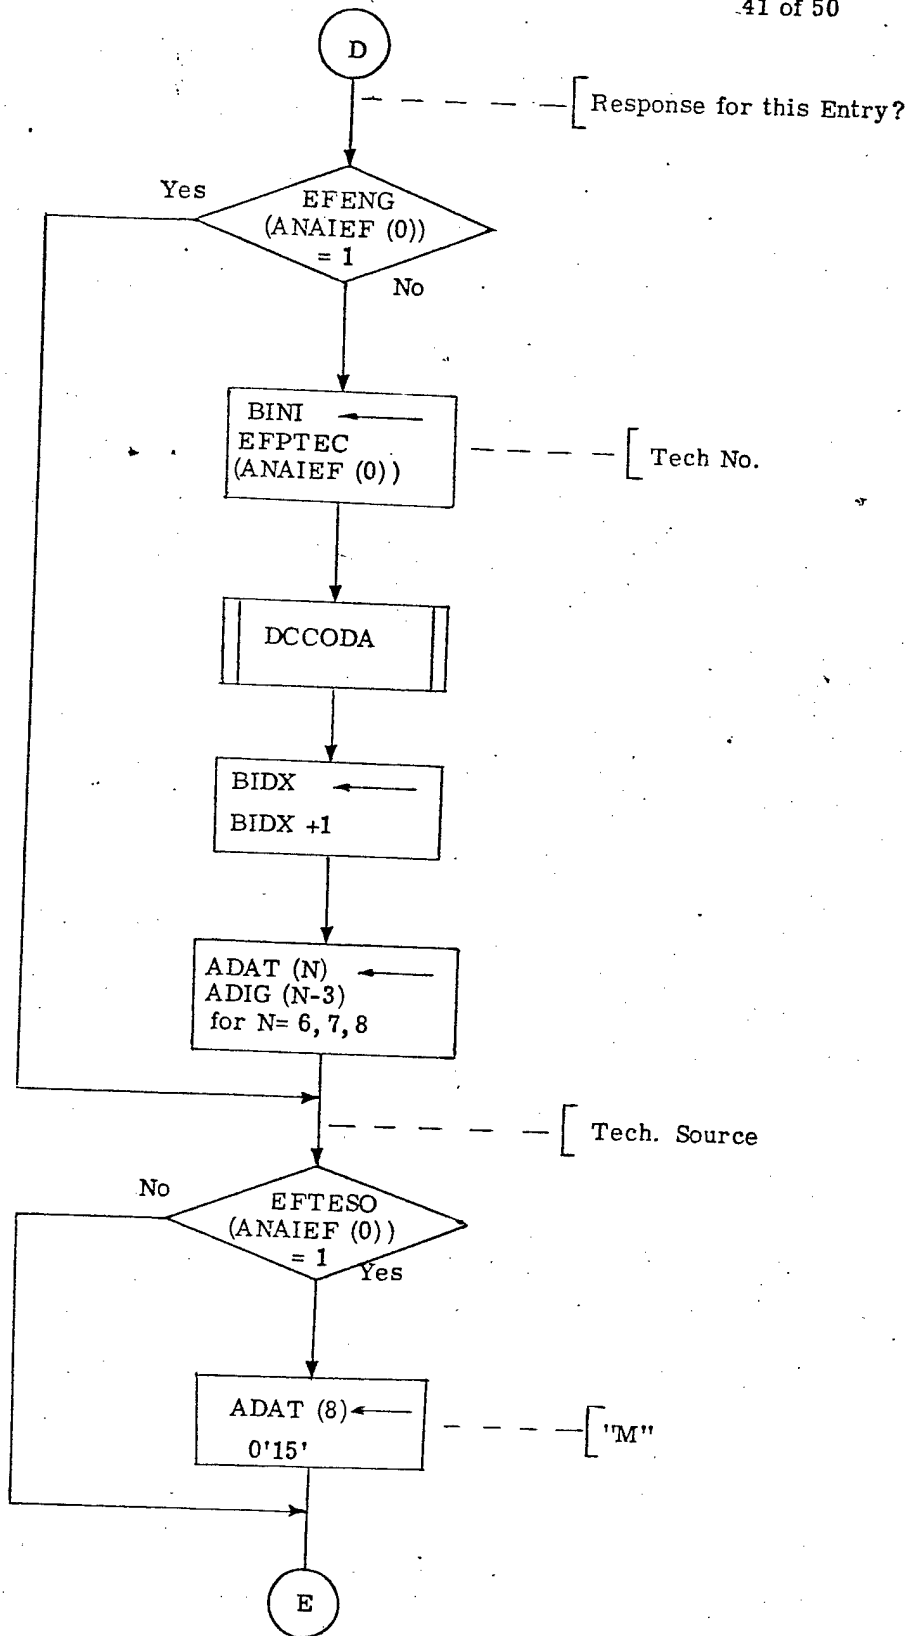 41 of 50
D
Response for this Entry?
Yes
EFENG
(ANAIEF (0))
= 1
No
BINI
EFPTEC
(ANAIEF (0))
Tech No.
DCCODA
BIDX
BIDX +1
ADAT (N)
ADIG (N-3)
for N= 6, 7, 8
Tech. Source
No
EFTESO
(ANAIEF (0))
= 1
Yes
ADAT (8)
0'15'
"M"
E